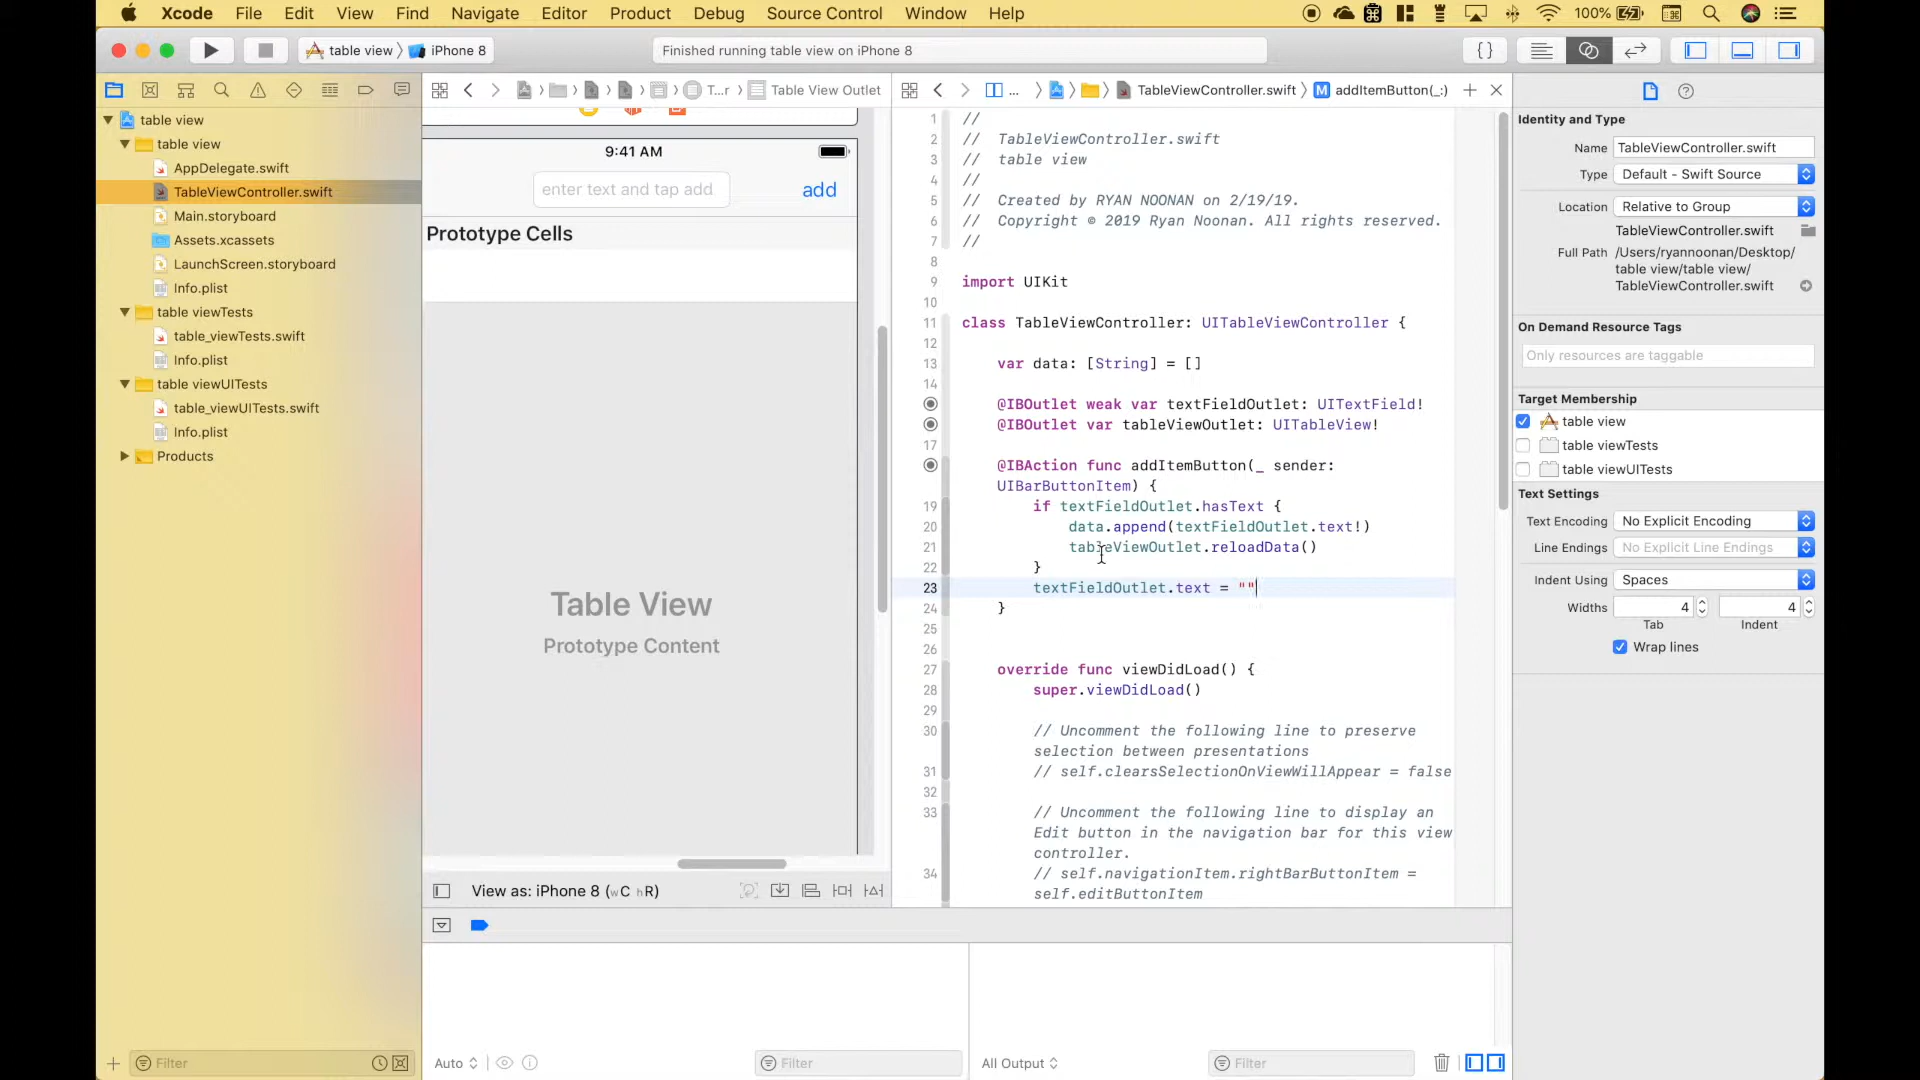 Xcode File Edit View Find Navigate Editor Product Debug Source Control Window Help 100%
table view iPhone 8 Finished running table view on iPhone 8 { }
T...r Table View Outlet ... TableViewController.swift M addItemButton(_:)
table view
table view
AppDelegate.swift
TableViewController.swift
Main.storyboard
Assets.xcassets
LaunchScreen.storyboard
Info.plist
table viewTests
table_viewTests.swift
Info.plist
table viewUITests
table_viewUITests.swift
Info.plist
Products
Filter
9:41 AM
enter text and tap add add
Prototype Cells
Table View
Prototype Content
View as: iPhone 8 (wC hR)
1 //
2 // TableViewController.swift
3 // table view
4 //
5 // Created by RYAN NOONAN on 2/19/19.
6 // Copyright © 2019 Ryan Noonan. All rights reserved.
7 //
8
9 import UIKit
10
11 class TableViewController: UITableViewController {
12
13 var data: [String] = []
14
@IBOutlet weak var textFieldOutlet: UITextField!
@IBOutlet var tableViewOutlet: UITableView!
17
@IBAction func addItemButton(_ sender:
UIBarButtonItem) {
19 if textFieldOutlet.hasText {
20 data.append(textFieldOutlet.text!)
21 tableViewOutlet.reloadData()
22 }
23 textFieldOutlet.text = ""
24 }
25
26
27 override func viewDidLoad() {
28 super.viewDidLoad()
29
30 // Uncomment the following line to preserve
selection between presentations
31 // self.clearsSelectionOnViewWillAppear = false
32
33 // Uncomment the following line to display an
Edit button in the navigation bar for this view
controller.
34 // self.navigationItem.rightBarButtonItem =
self.editButtonItem
Auto Filter All Output Filter
Identity and Type
Name TableViewController.swift
Type Default - Swift Source
Location Relative to Group
TableViewController.swift
Full Path /Users/ryannoonan/Desktop/
table view/table view/
TableViewController.swift
On Demand Resource Tags
Only resources are taggable
Target Membership
table view
table viewTests
table viewUITests
Text Settings
Text Encoding No Explicit Encoding
Line Endings No Explicit Line Endings
Indent Using Spaces
Widths 4 4
Tab Indent
Wrap lines